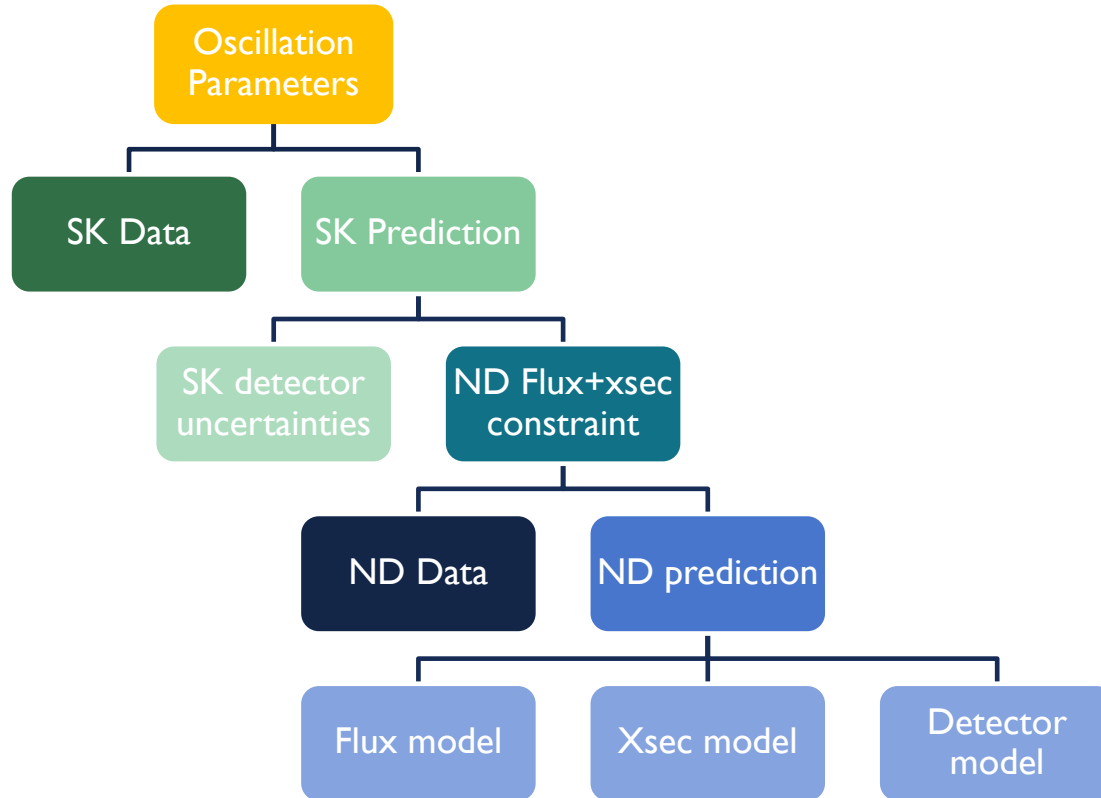 Oscillation
Parameters
SK Data
SK Prediction
SK detector
uncertainties
ND Flux+xsec
constraint
ND Data
ND prediction
Flux model
Xsec model
Detector
model